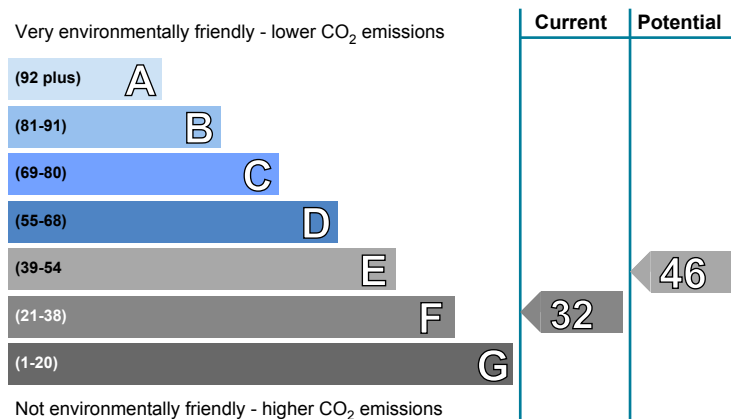 Very environmentally friendly - lower CO₂ emissions
Current
Potential
(92 plus) A
(81-91) B
(69-80) C
(55-68) D
(39-54 E
46
(21-38) F
32
(1-20) G
Not environmentally friendly - higher CO₂ emissions